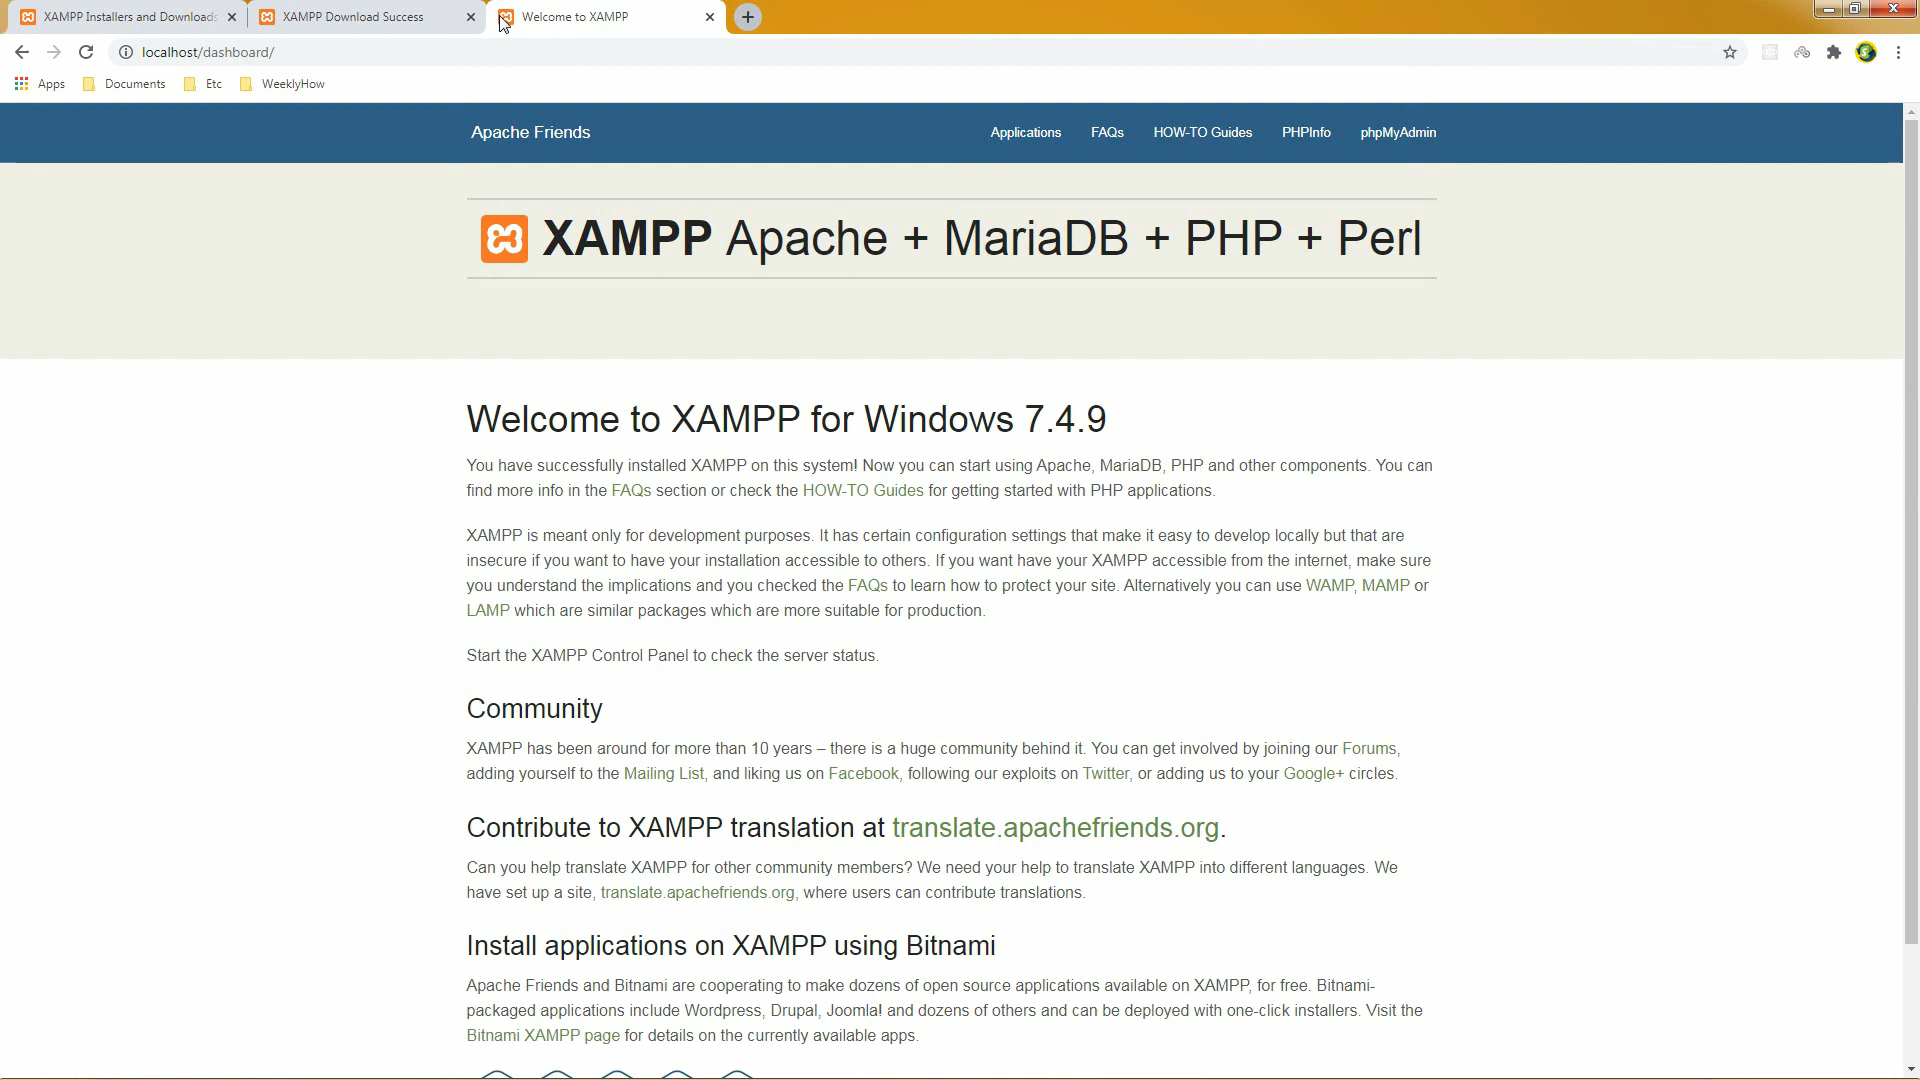 XAMPP Installers and Downloads
XAMPP Download Success
Welcome to XAMPP
localhost/dashboard/
Apps
Documents
Etc
WeeklyHow
Apache Friends
Applications
FAQs
HOW-TO Guides
PHPInfo
phpMyAdmin
XAMPP Apache + MariaDB + PHP + Perl
Welcome to XAMPP for Windows 7.4.9
You have successfully installed XAMPP on this system! Now you can start using Apache, MariaDB, PHP and other components. You can
find more info in the FAQs section or check the HOW-TO Guides for getting started with PHP applications.
XAMPP is meant only for development purposes. It has certain configuration settings that make it easy to develop locally but that are
insecure if you want to have your installation accessible to others. If you want have your XAMPP accessible from the internet, make sure
you understand the implications and you checked the FAQs to learn how to protect your site. Alternatively you can use WAMP, MAMP or
LAMP which are similar packages which are more suitable for production.
Start the XAMPP Control Panel to check the server status.
Community
XAMPP has been around for more than 10 years – there is a huge community behind it. You can get involved by joining our Forums,
adding yourself to the Mailing List, and liking us on Facebook, following our exploits on Twitter, or adding us to your Google+ circles.
Contribute to XAMPP translation at translate.apachefriends.org.
Can you help translate XAMPP for other community members? We need your help to translate XAMPP into different languages. We
have set up a site, translate.apachefriends.org, where users can contribute translations.
Install applications on XAMPP using Bitnami
Apache Friends and Bitnami are cooperating to make dozens of open source applications available on XAMPP, for free. Bitnami-
packaged applications include Wordpress, Drupal, Joomla! and dozens of others and can be deployed with one-click installers. Visit the
Bitnami XAMPP page for details on the currently available apps.